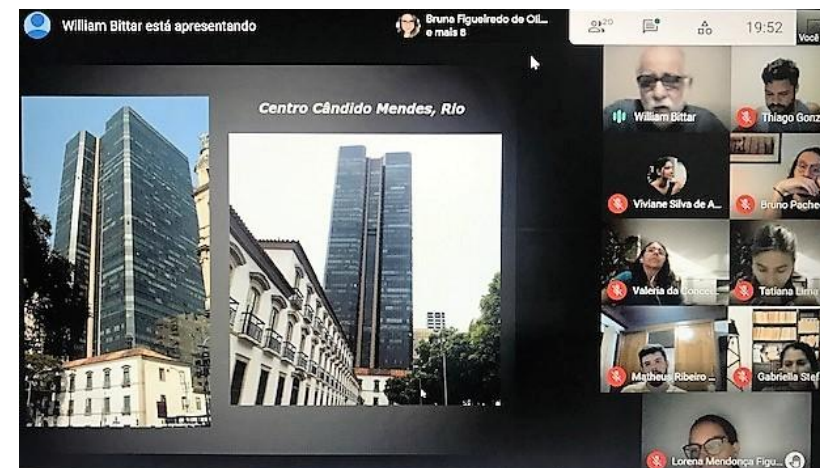 William Bittar está apresentando
Bruna Figueiredo de Oli...
e mais 8
20
19:52
Você
Centro Cândido Mendes, Rio
William Bittar
Thiago Gonz
Viviane Silva de A...
Bruno Pache
Valeria da Concei
Tatiana Lima
Matheus Ribeiro ...
Gabriella Stef
Lorena Mendonça Figu...